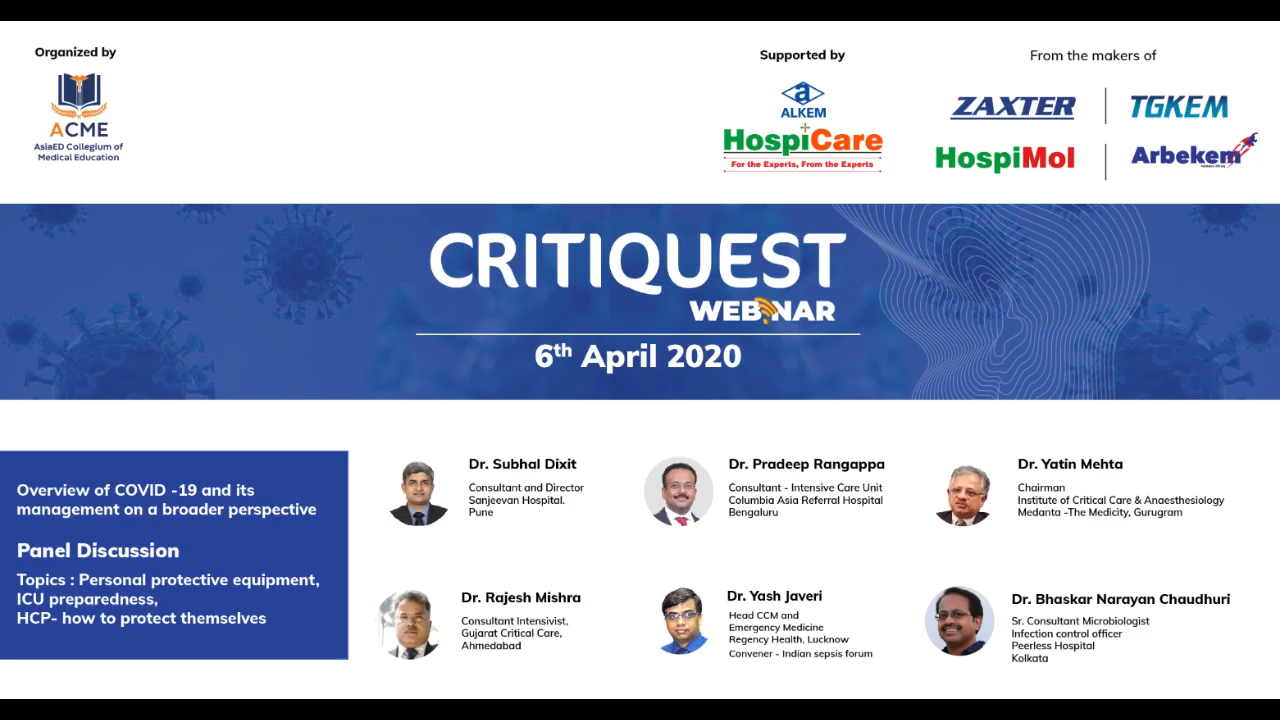 Organized by
ACME
AsiaED Collegium of
Medical Education
Supported by
ALKEM
HospiCare
For the Experts, From the Experts
From the makers of
ZAXTER
TGKEM
HospiMol
Arbekem
CRITIQUEST
WEBINAR
6th April 2020
Overview of COVID -19 and its
management on a broader perspective
Panel Discussion
Topics : Personal protective equipment,
ICU preparedness,
HCP- how to protect themselves
Dr. Subhal Dixit
Consultant and Director
Sanjeevan Hospital.
Pune
Dr. Pradeep Rangappa
Consultant - Intensive Care Unit
Columbia Asia Referral Hospital
Bengaluru
Dr. Yatin Mehta
Chairman
Institute of Critical Care & Anaesthesiology
Medanta -The Medicity, Gurugram
Dr. Rajesh Mishra
Consultant Intensivist,
Gujarat Critical Care,
Ahmedabad
Dr. Yash Javeri
Head CCM and
Emergency Medicine
Regency Health, Lucknow
Convener - Indian sepsis forum
Dr. Bhaskar Narayan Chaudhuri
Sr. Consultant Microbiologist
Infection control officer
Peerless Hospital
Kolkata